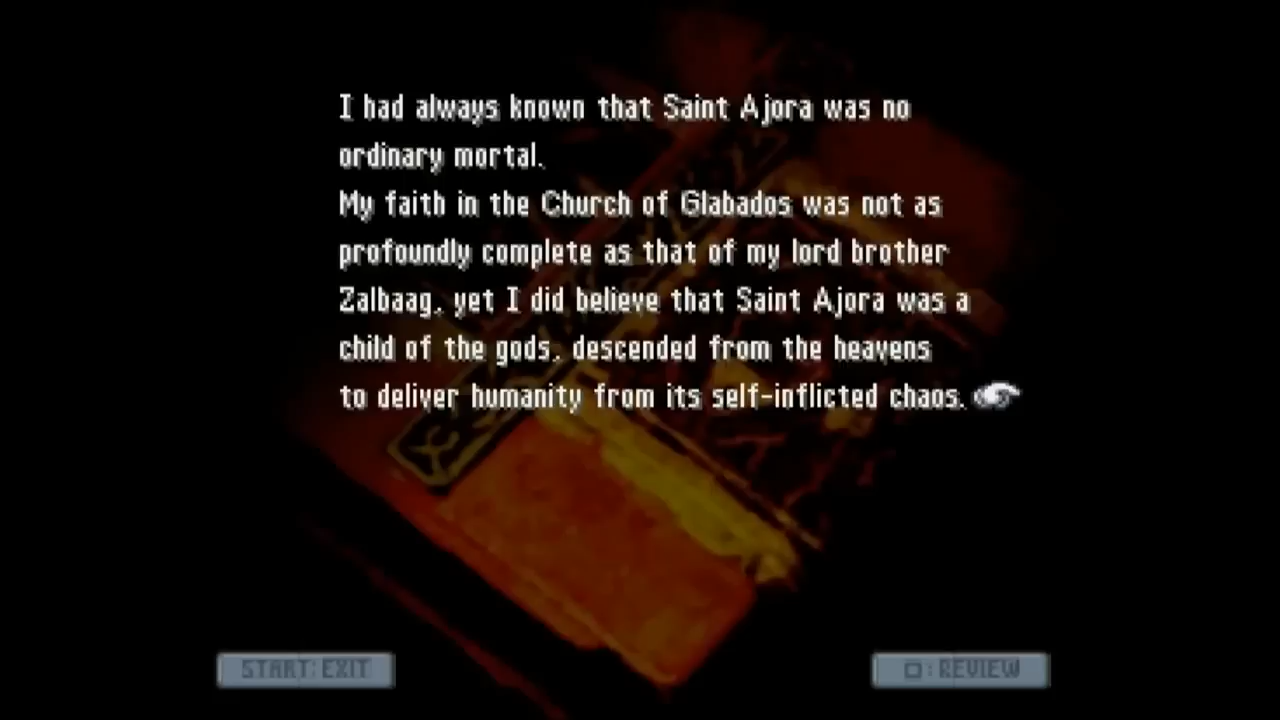 I had always known that Saint Ajora was no
ordinary mortal.
My faith in the Church of Glabados was not as
profoundly complete as that of my lord brother
Zalbaag, yet I did believe that Saint Ajora was a
child of the gods, descended from the heavens
to deliver humanity from its self-inflicted chaos.
START: EXIT
□: REVIEW